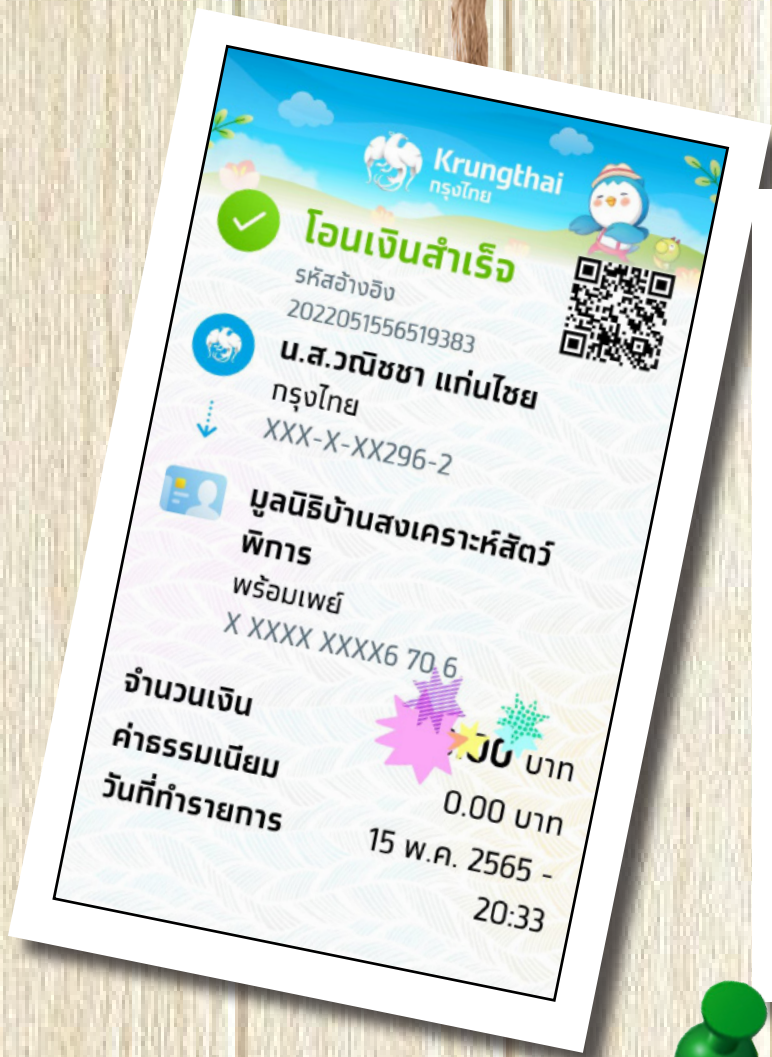 Krungthai
กรุงไทย
โอนเงินสำเร็จ
รหัสอ้างอิง
2022051556519383
น.ส.วณิชชา แก่นไชย
กรุงไทย
XXX-X-XX296-2
มูลนิธิบ้านสงเคราะห์สัตว์
พิการ
พร้อมเพย์
X XXXX XXXX6 70 6
จำนวนเงิน
บาท
ค่าธรรมเนียม 0.00 บาท
วันที่ทำรายการ 15 พ.ค. 2565 -
20:33